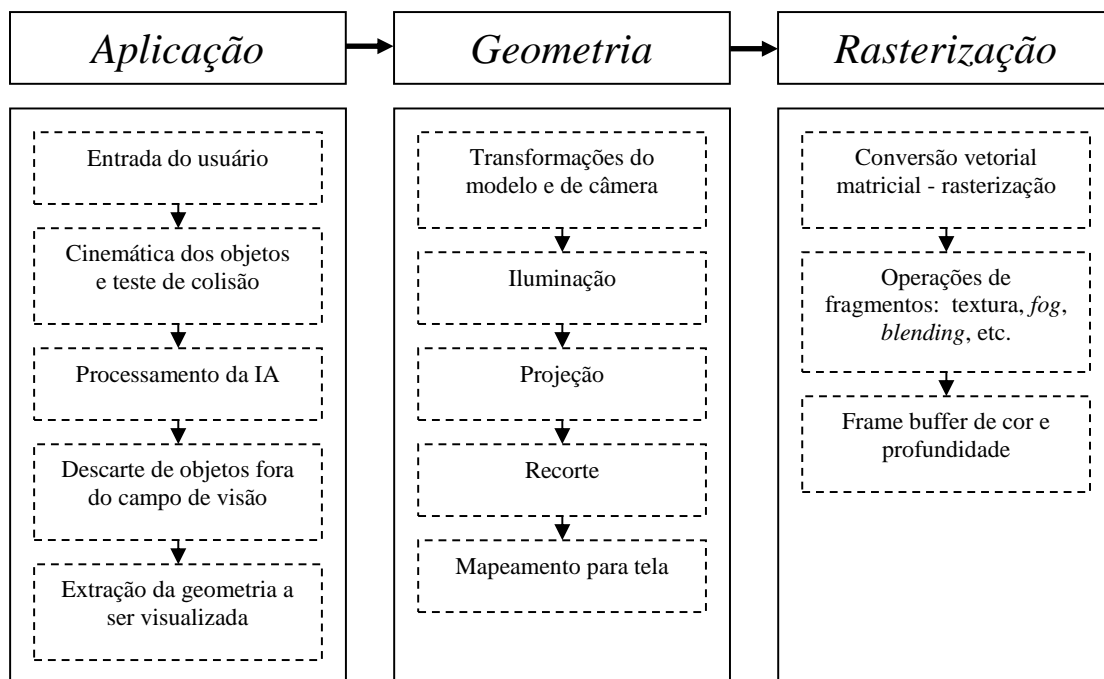 Aplicação
Geometria
Rasterização
Entrada do usuário
Cinemática dos objetos
e teste de colisão
Processamento da IA
Descarte de objetos fora
do campo de visão
Extração da geometria a
ser visualizada
Transformações do
modelo e de câmera
Iluminação
Projeção
Recorte
Mapeamento para tela
Conversão vetorial
matricial - rasterização
Operações de
fragmentos: textura, fog,
blending, etc.
Frame buffer de cor e
profundidade